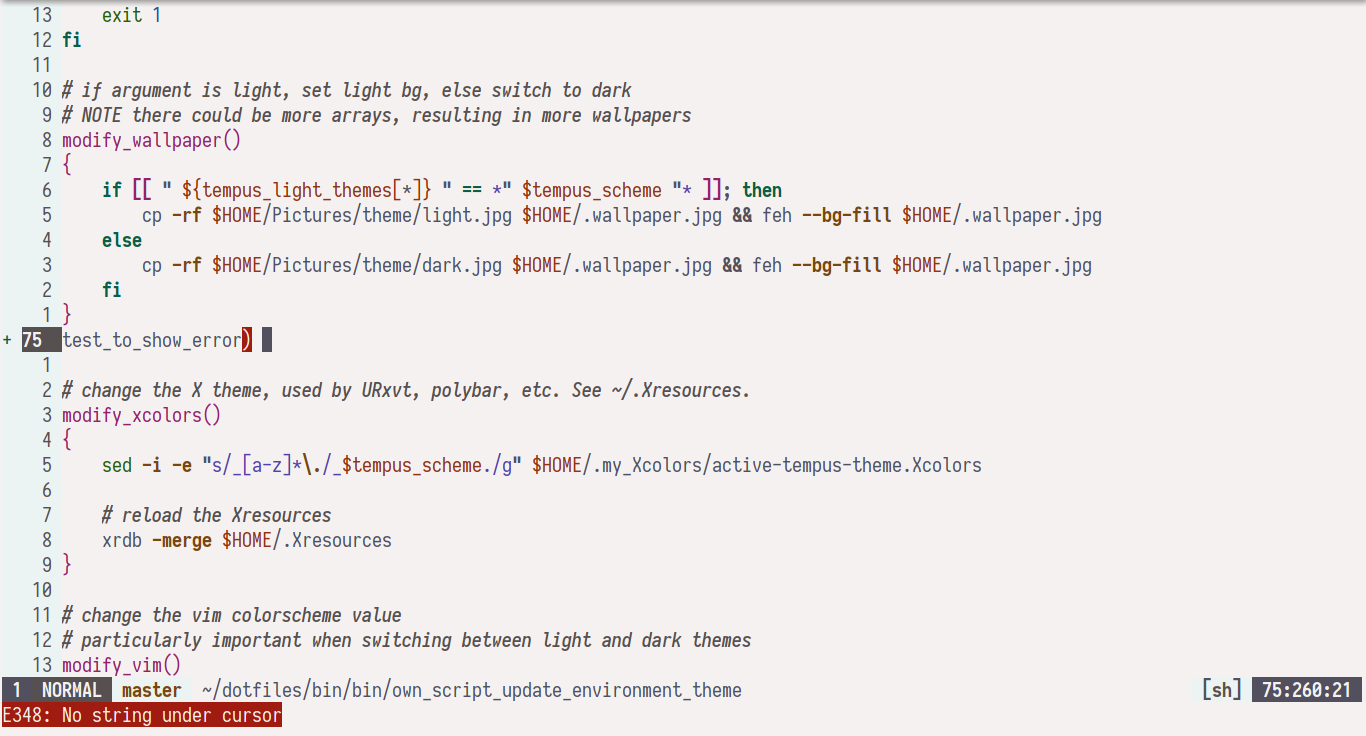 13     exit 1
12 fi
11
10 # if argument is light, set light bg, else switch to dark
9 # NOTE there could be more arrays, resulting in more wallpapers
8 modify_wallpaper()
7 {
6     if [[ " ${tempus_light_themes[*]} " == *" $tempus_scheme "* ]]; then
5         cp -rf $HOME/Pictures/theme/light.jpg $HOME/.wallpaper.jpg && feh --bg-fill $HOME/.wallpaper.jpg
4     else
3         cp -rf $HOME/Pictures/theme/dark.jpg $HOME/.wallpaper.jpg && feh --bg-fill $HOME/.wallpaper.jpg
2     fi
1 }
+ 75 test_to_show_error)
1
2 # change the X theme, used by URxvt, polybar, etc. See ~/.Xresources.
3 modify_xcolors()
4 {
5     sed -i -e "s/_[a-z]*\./_$tempus_scheme./g" $HOME/.my_Xcolors/active-tempus-theme.Xcolors
6
7     # reload the Xresources
8     xrdb -merge $HOME/.Xresources
9 }
10
11 # change the vim colorscheme value
12 # particularly important when switching between light and dark themes
13 modify_vim()
1 NORMAL master ~/dotfiles/bin/bin/own_script_update_environment_theme [sh] 75:260:21
E348: No string under cursor